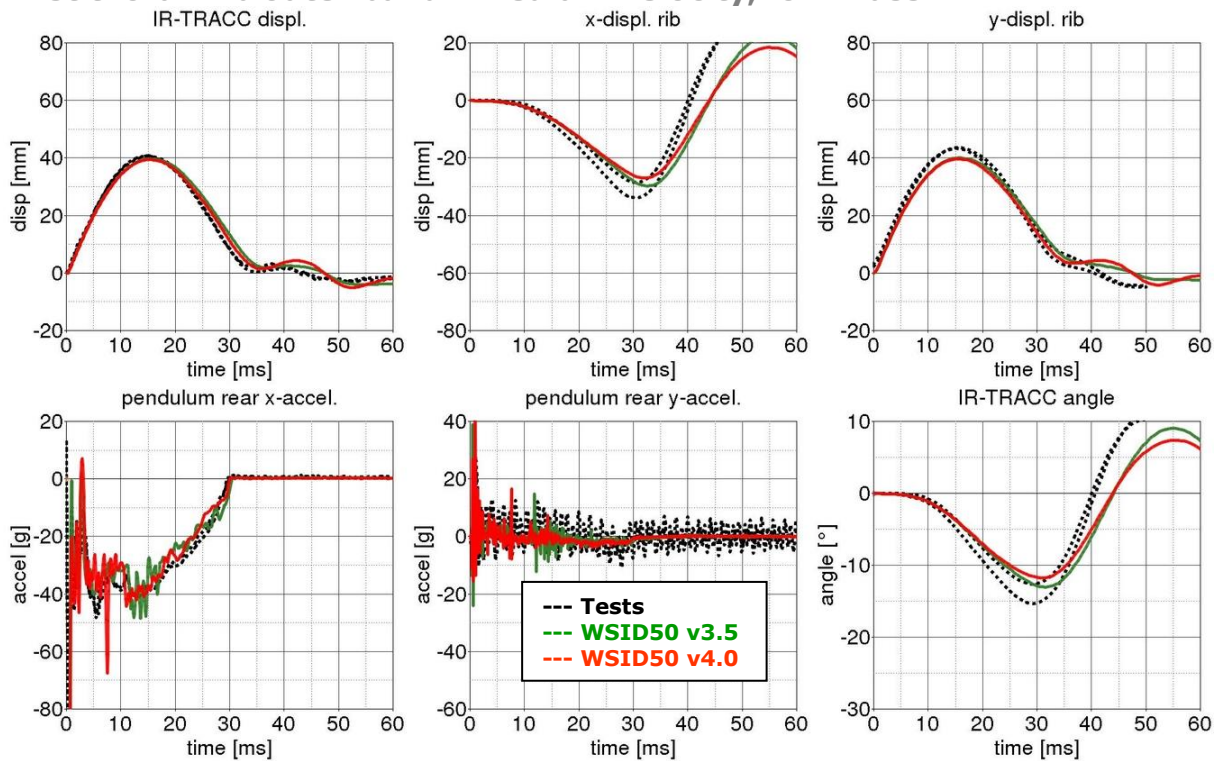 IR-TRACC displ.
x-displ. rib
y-displ. rib
80
60
40
20
0
-20
disp [mm]
0 10 20 30 40 50 60
time [ms]
20
0
-20
-40
-60
-80
disp [mm]
0 10 20 30 40 50 60
time [ms]
80
60
40
20
0
-20
disp [mm]
0 10 20 30 40 50 60
time [ms]
pendulum rear x-accel.
pendulum rear y-accel.
IR-TRACC angle
20
0
-20
-40
-60
-80
accel [g]
0 10 20 30 40 50 60
time [ms]
40
20
0
-20
-40
-60
accel [g]
0 10 20 30 40 50 60
time [ms]
Tests
WSID50 v3.5
WSID50 v4.0
10
0
-10
-20
-30
angle [°]
0 10 20 30 40 50 60
time [ms]